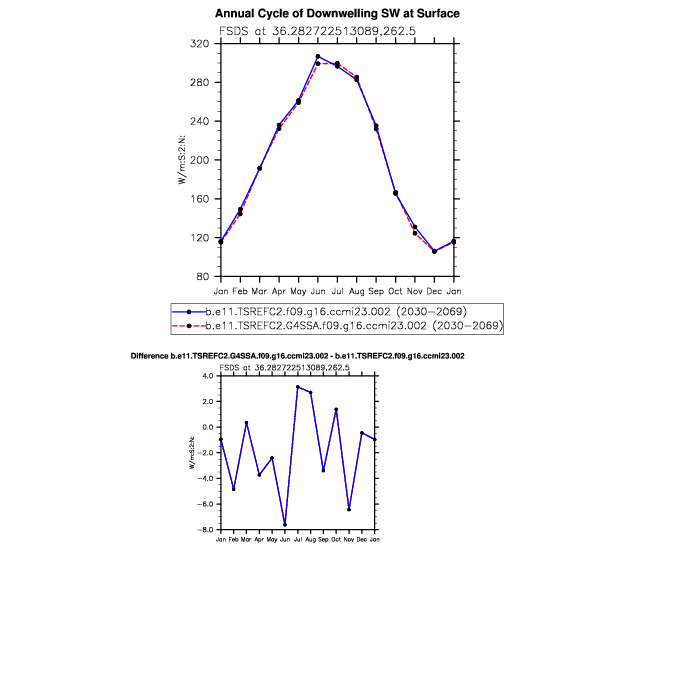 Annual Cycle of Downwelling SW at Surface
FSDS at 36.282722513089,262.5
320
280
240
200
160
120
80
W/m:S:2:N:
Jan Feb Mar Apr May Jun Jul Aug Sep Oct Nov Dec Jan
b.e11.TSREFC2.f09.g16.ccmi23.002 (2030-2069)
b.e11.TSREFC2.G4SSA.f09.g16.ccmi23.002 (2030-2069)
Difference b.e11.TSREFC2.G4SSA.f09.g16.ccmi23.002 - b.e11.TSREFC2.f09.g16.ccmi23.002
FSDS at 36.282722513089,262.5
4.0
2.0
0.0
-2.0
-4.0
-6.0
-8.0
W/m:S:2:N:
Jan Feb Mar Apr May Jun Jul Aug Sep Oct Nov Dec Jan